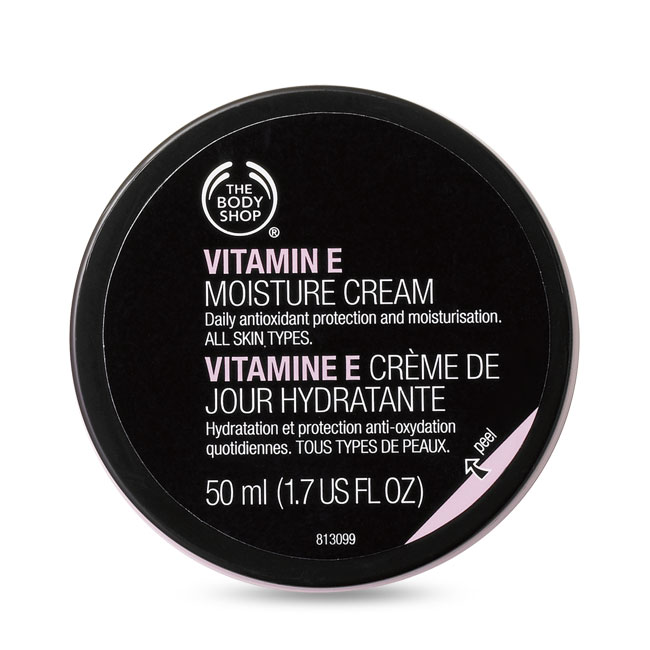 THE
BODY
SHOP
®
VITAMIN E
MOISTURE CREAM
Daily antioxidant protection and moisturisation.
ALL SKIN TYPES.
VITAMINE E CRÈME DE
JOUR HYDRATANTE
Hydratation et protection anti-oxydation
quotidiennes. TOUS TYPES DE PEAUX.
peel
50 ml (1.7 US FL OZ)
813099